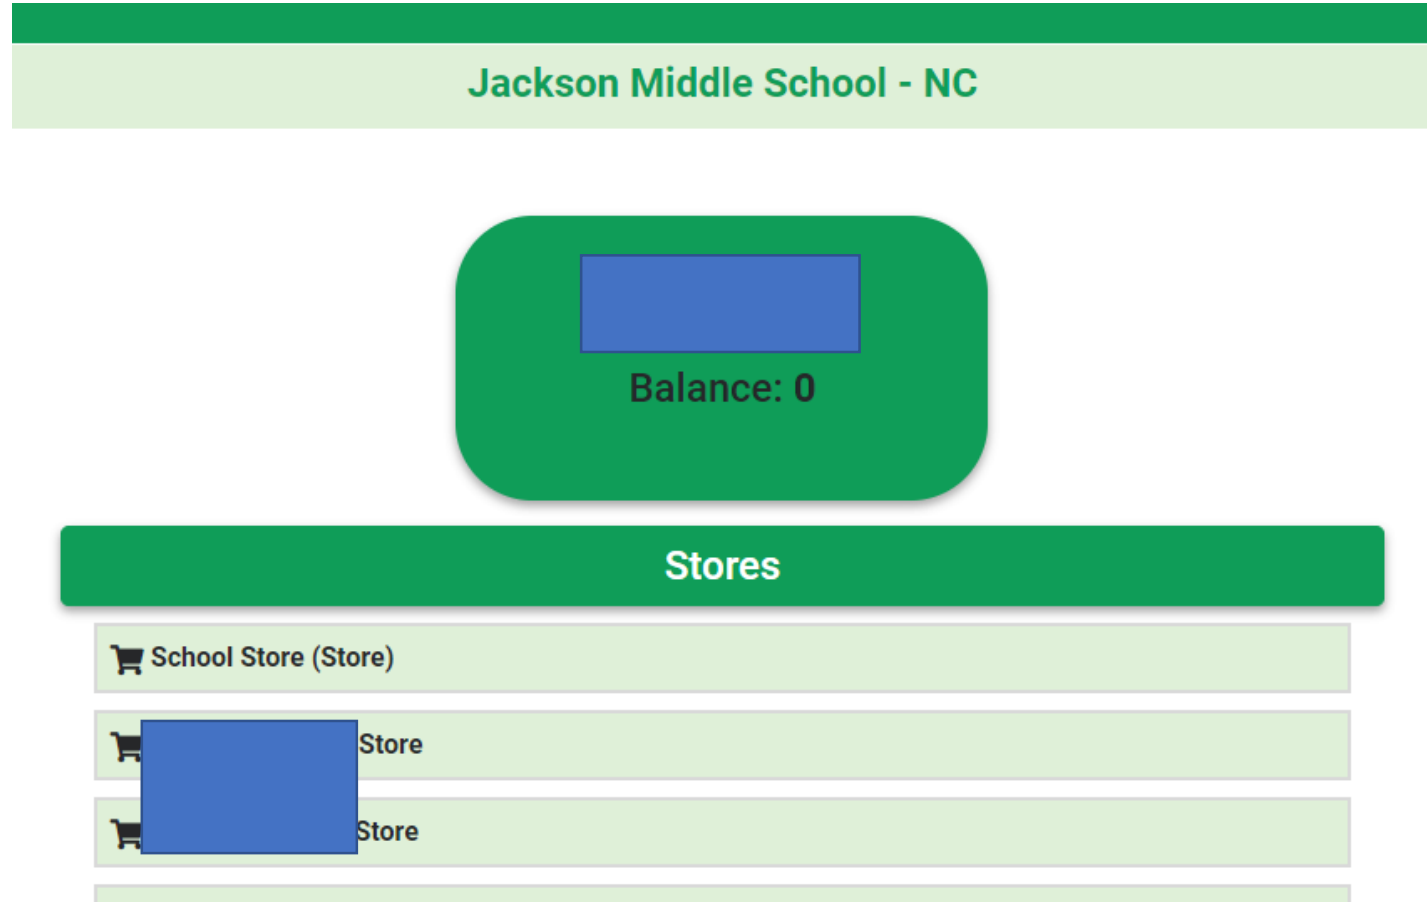 Jackson Middle School - NC
Balance: 0
Stores
School Store (Store)
Store
Store